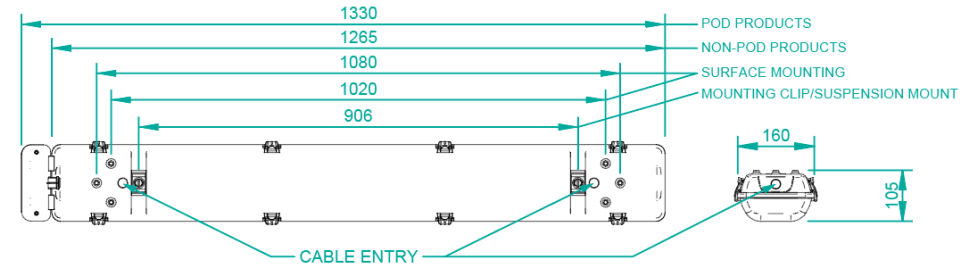 1330
POD PRODUCTS
1265
NON-POD PRODUCTS
1080
SURFACE MOUNTING
1020
MOUNTING CLIP/SUSPENSION MOUNT
906
160
105
CABLE ENTRY